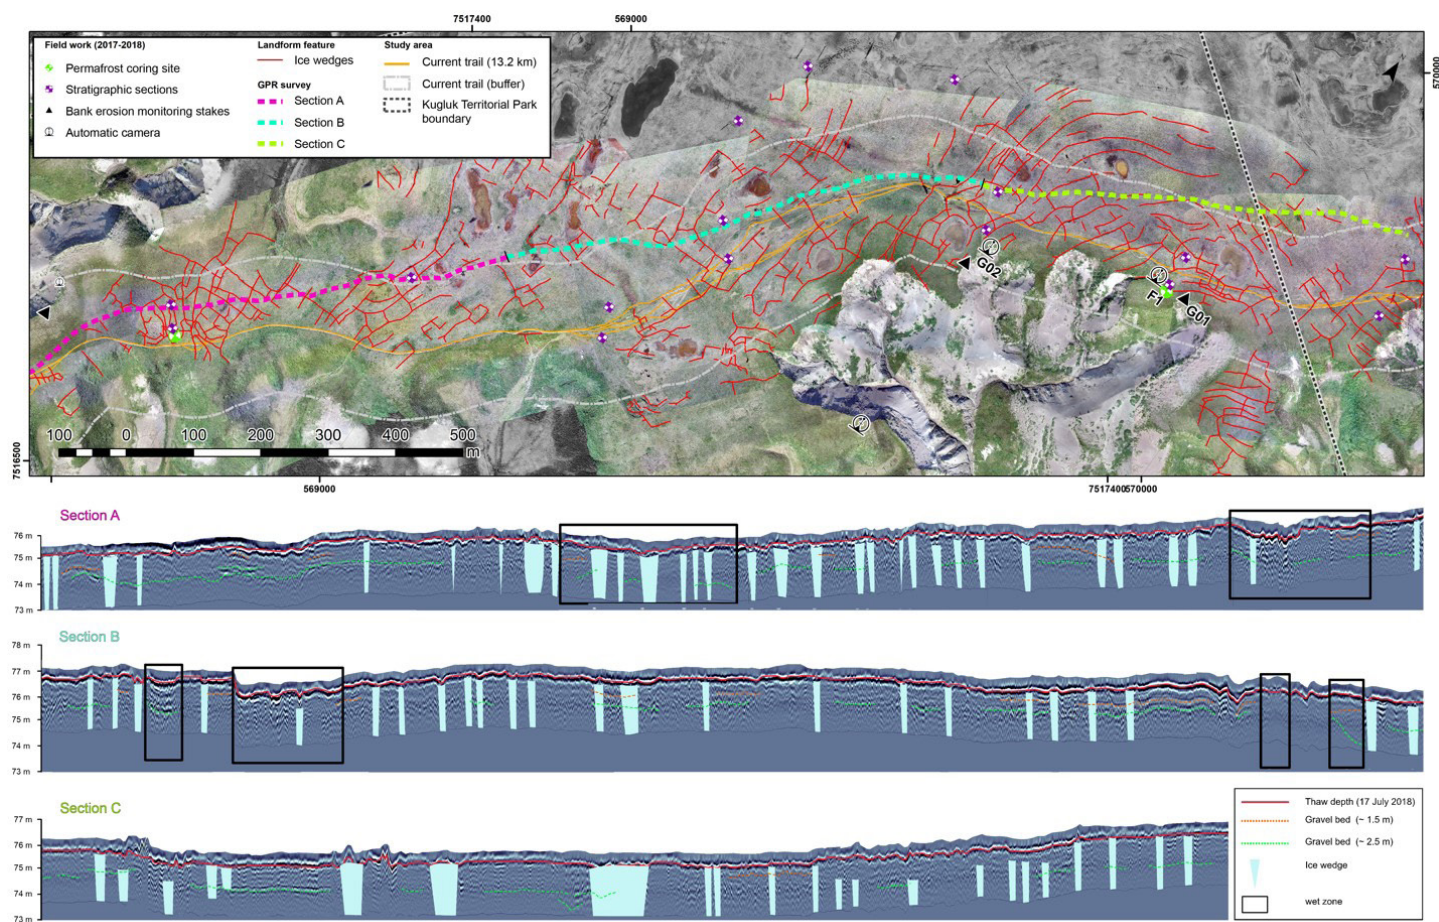 7517400
569000
Field work (2017-2018)
Permafrost coring site
Stratigraphic sections
Bank erosion monitoring stakes
Automatic camera
Landform feature
Ice wedges
GPR survey
Section A
Section B
Section C
Study area
Current trail (13.2 km)
Current trail (buffer)
Kugluk Territorial Park
boundary
570000
G02
F1
G01
100 0 100 200 300 400 500
m
7516500
569000
7517400
570000
Section A
76 m
75 m
74 m
73 m
Section B
78 m
77 m
76 m
75 m
74 m
73 m
Section C
77 m
76 m
75 m
74 m
73 m
Thaw depth (17 July 2018)
Gravel bed (~ 1.5 m)
Gravel bed (~ 2.5 m)
Ice wedge
wet zone